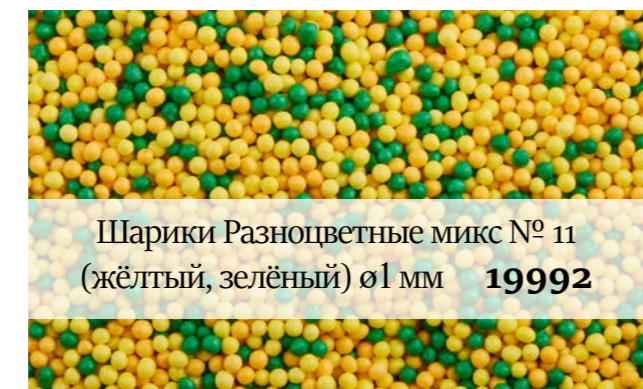 Шарики Разноцветные микс № 11
(жёлтый, зелёный) ø1 мм 19992